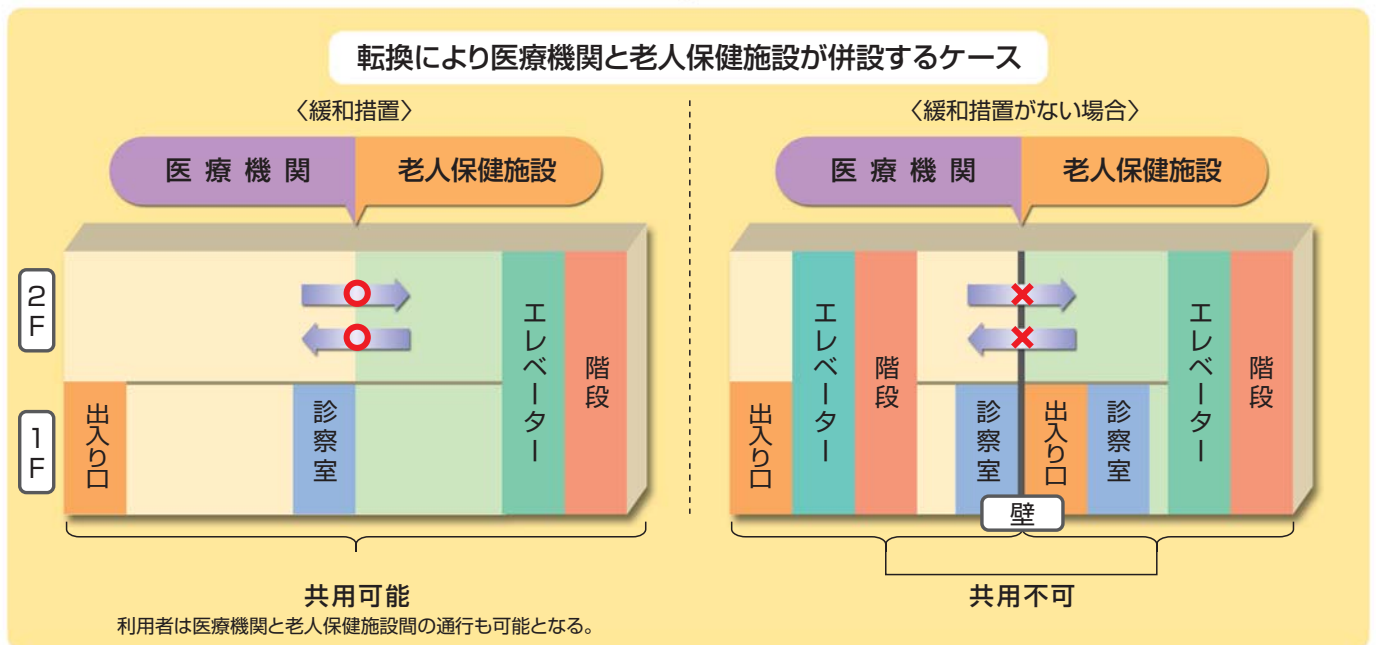 転換により医療機関と老人保健施設が併設するケース
〈緩和措置〉
医療機関
老人保健施設
2F
1F
出入り口
診察室
エレベーター
階段
共用可能
利用者は医療機関と老人保健施設間の通行も可能となる。
〈緩和措置がない場合〉
医療機関
老人保健施設
出入り口
エレベーター
階段
診察室
壁
出入り口
診察室
エレベーター
階段
共用不可